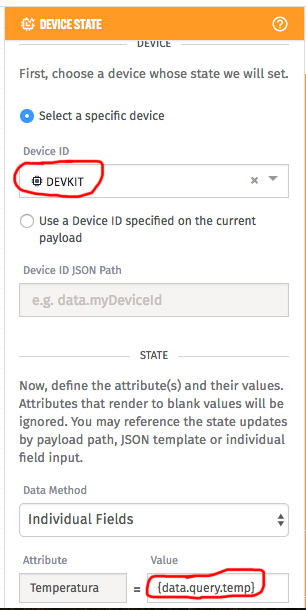 DEVICE STATE
DEVICE
First, choose a device whose state we will set.
Select a specific device
Device ID
DEVKIT
Use a Device ID specified on the current
payload
Device ID JSON Path
e.g. data.myDeviceId
STATE
Now, define the attribute(s) and their values.
Attributes that render to blank values will be
ignored. You may reference the state updates
by payload path, JSON template or individual
field input.
Data Method
Individual Fields
Attribute Value
Temperatura = {data.query.temp}